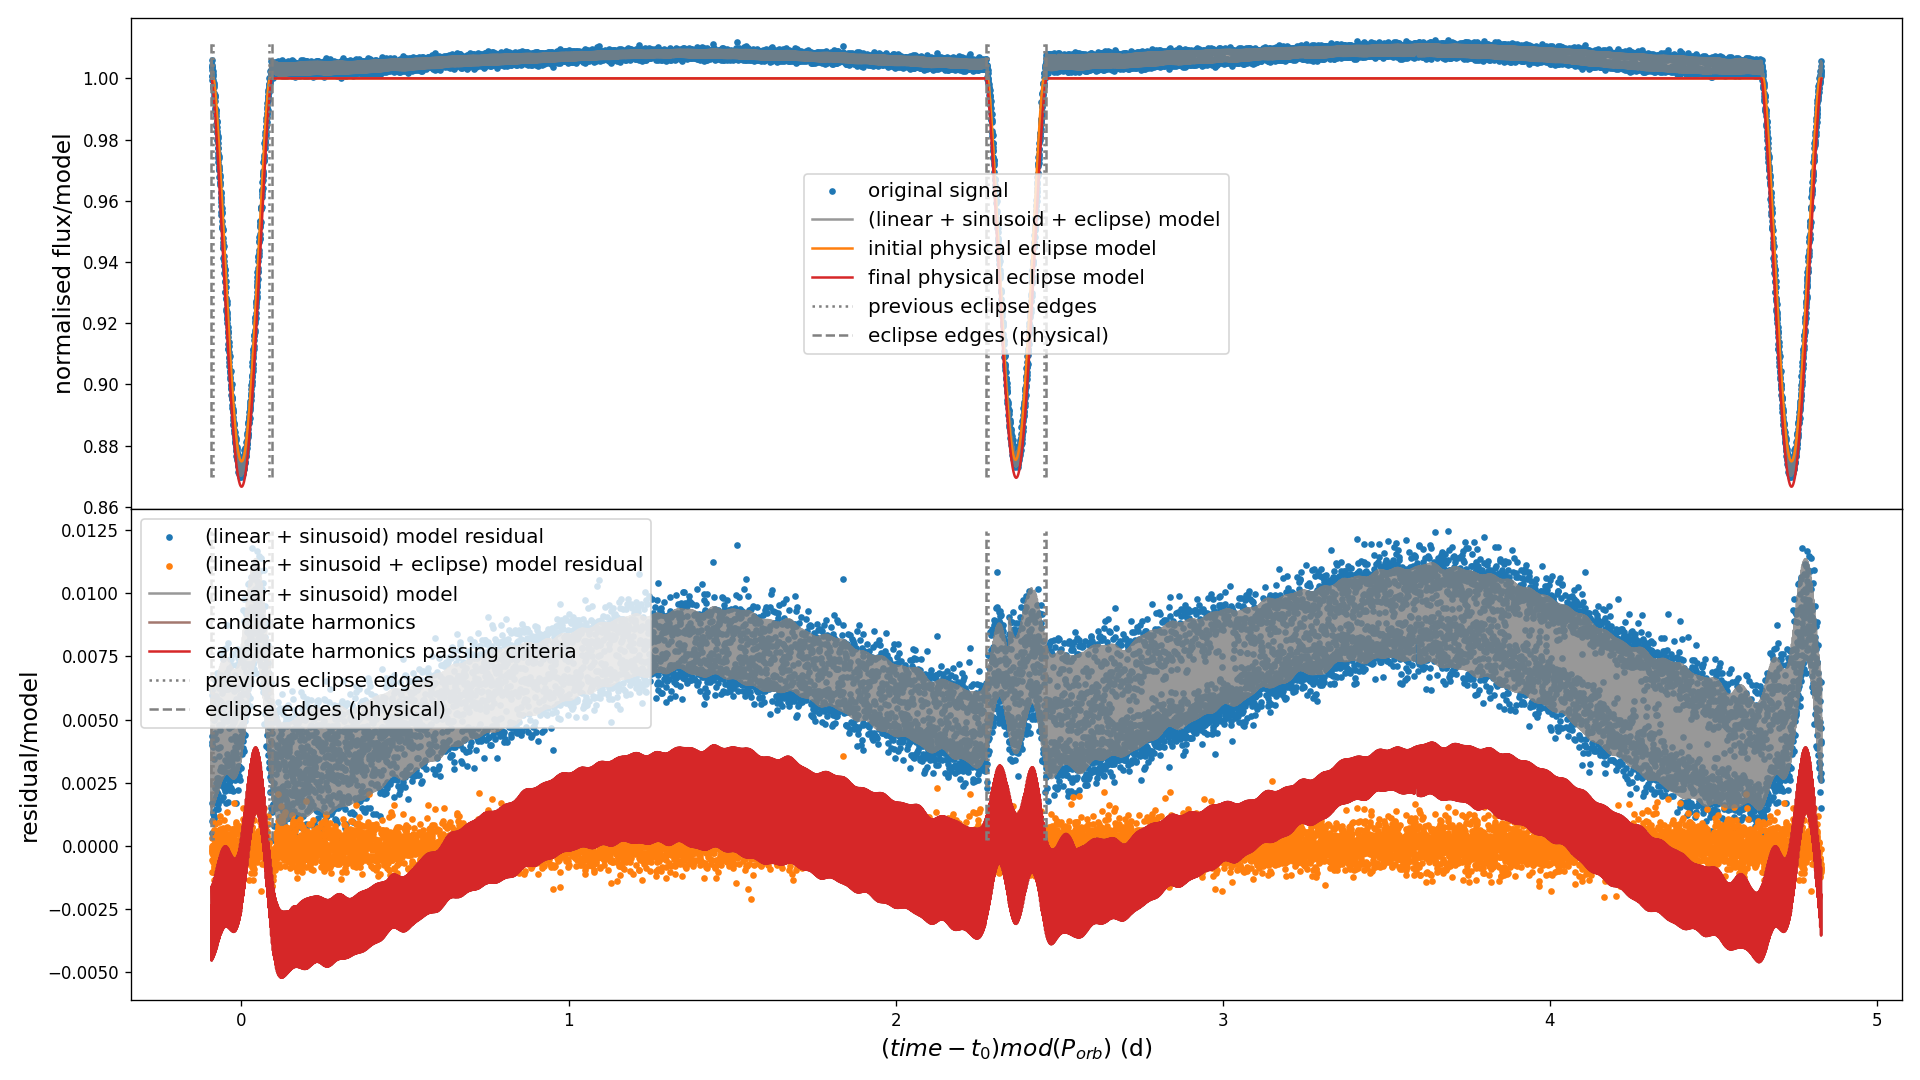 1.00
0.98
0.96
0.94
0.92
0.90
0.88
0.86
normalised flux/model
original signal
(linear + sinusoid + eclipse) model
initial physical eclipse model
final physical eclipse model
previous eclipse edges
eclipse edges (physical)
0.0125
0.0100
0.0075
0.0050
0.0025
0.0000
−0.0025
−0.0050
residual/model
(linear + sinusoid) model residual
(linear + sinusoid + eclipse) model residual
(linear + sinusoid) model
candidate harmonics
candidate harmonics passing criteria
previous eclipse edges
eclipse edges (physical)
0 1 2 3 4 5
(time − t₀)mod(Pₒᵣb) (d)